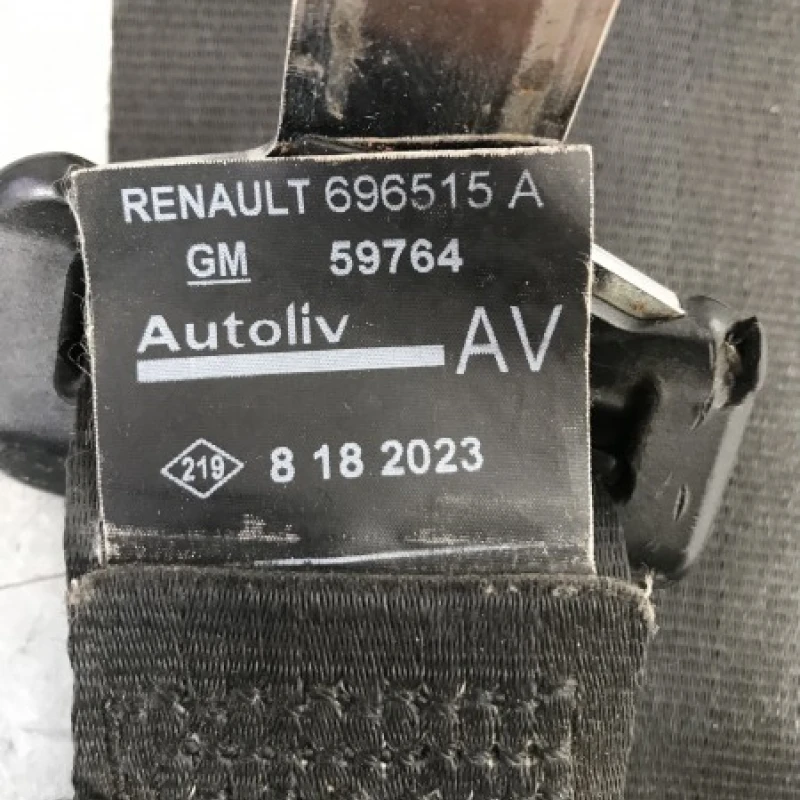 RENAULT 696515 A
GM 59764
Autoliv AV
219 8 18 2023